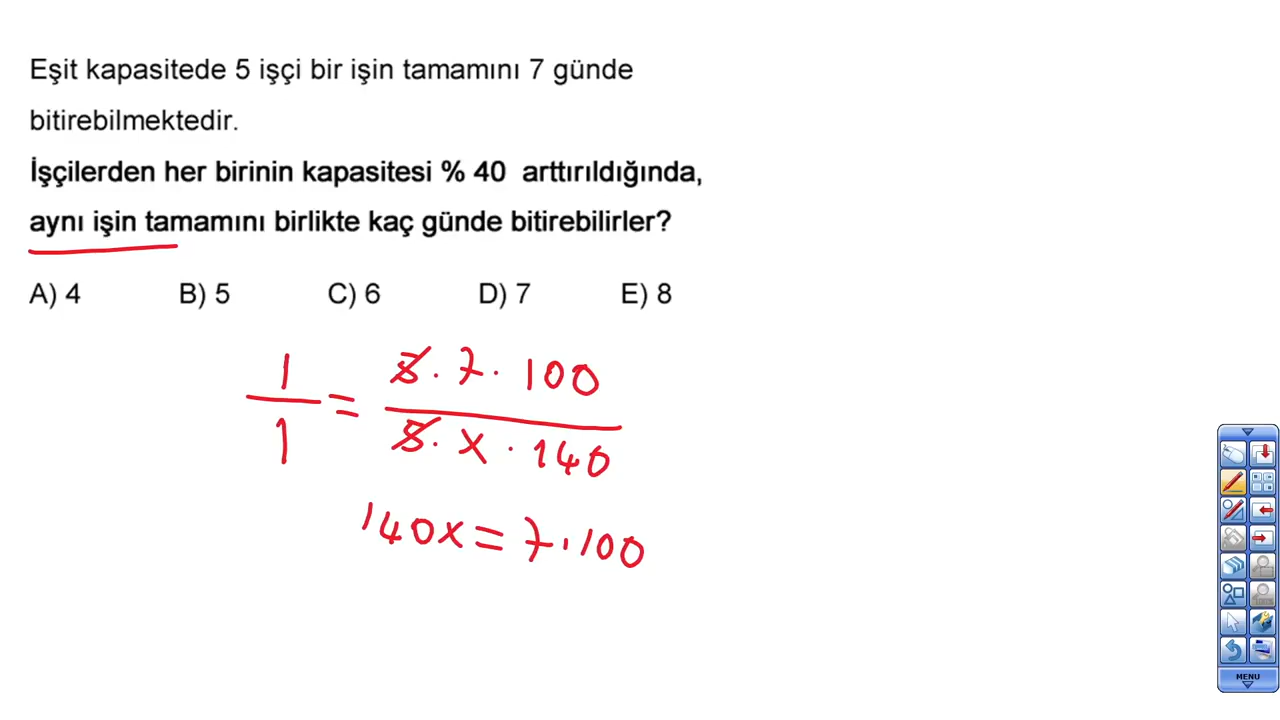 Eşit kapasitede 5 işçi bir işin tamamını 7 günde
bitirebilmektedir.
İşçilerden her birinin kapasitesi % 40 arttırıldığında,
aynı işin tamamını birlikte kaç günde bitirebilirler?
A) 4 B) 5 C) 6 D) 7 E) 8
1 5 . 7 . 100
=
1 5 . x . 140
140x = 7.100
MENU